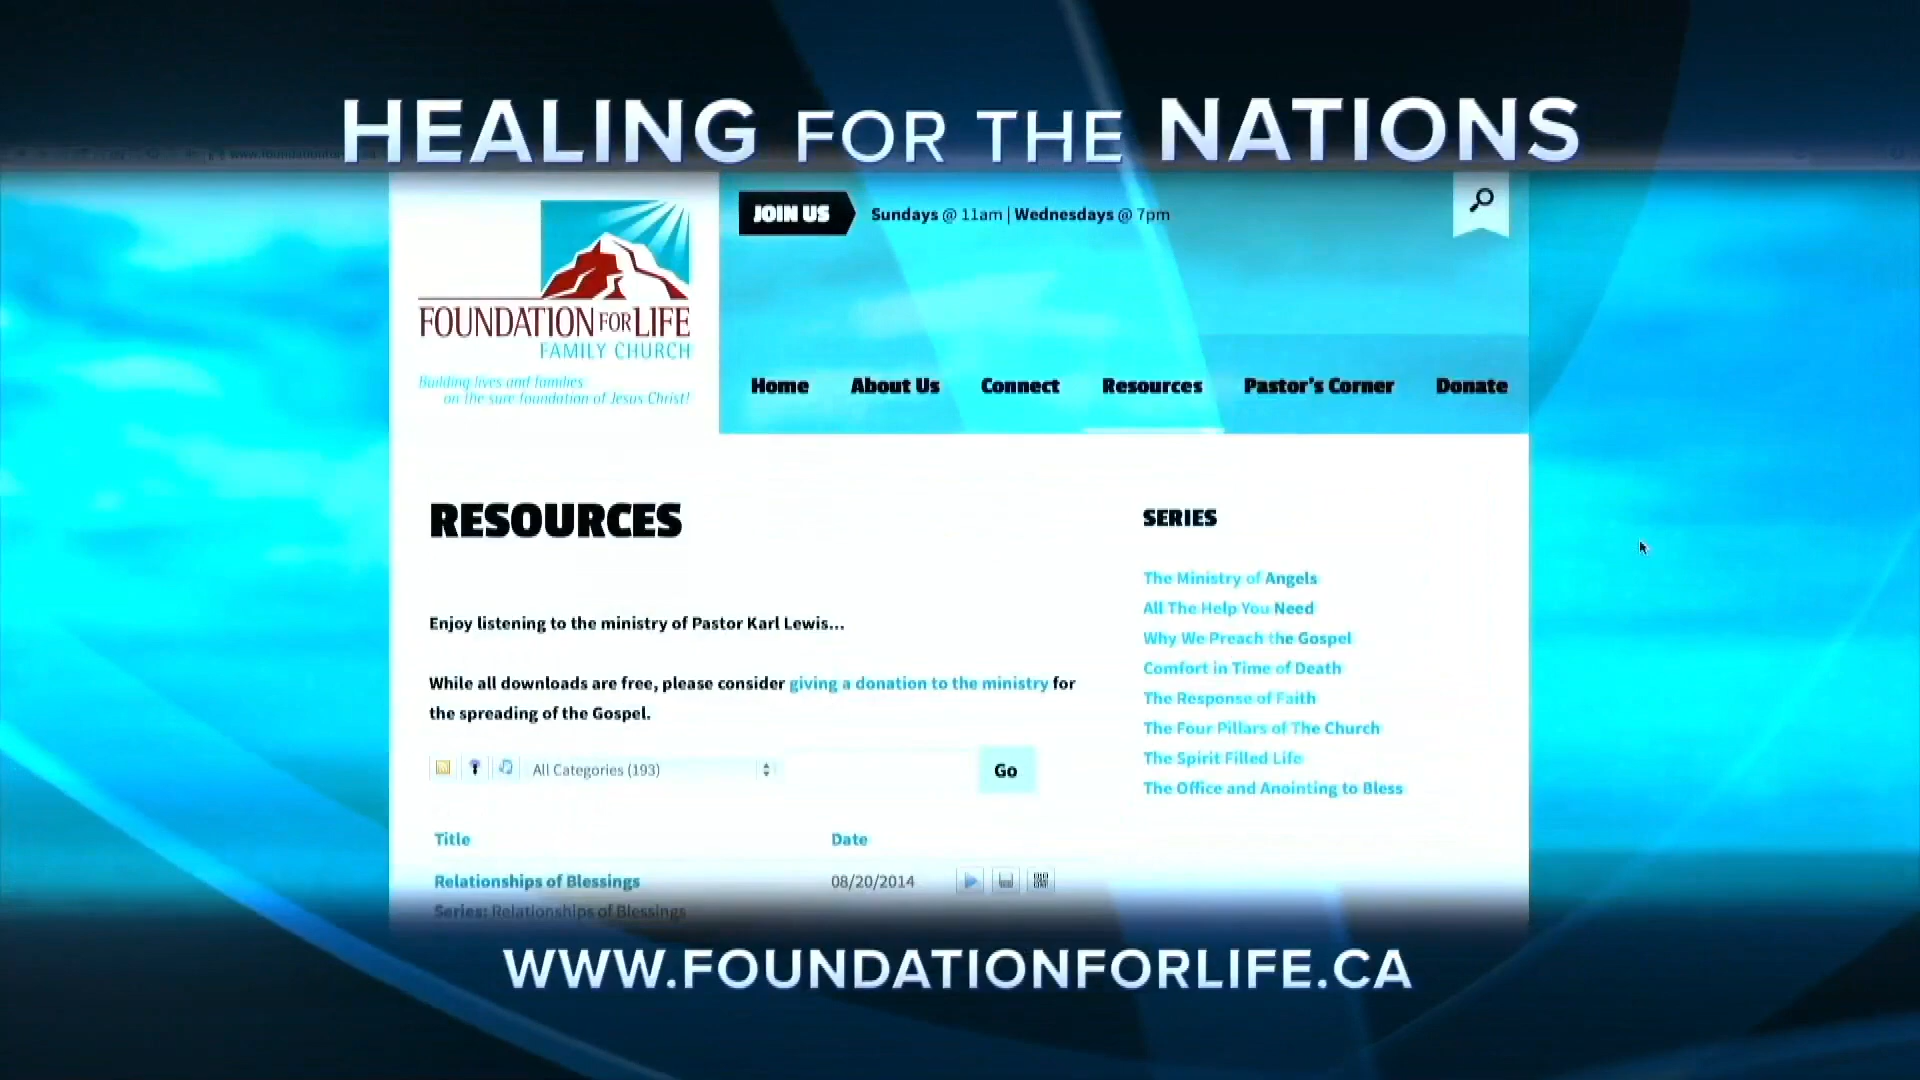 HEALING FOR THE NATIONS
JOIN US
Sundays @ 11am | Wednesdays @ 7pm
FOUNDATION FOR LIFE
FAMILY CHURCH
Building lives and families
on the sure foundation of Jesus Christ!
Home About Us Connect Resources Pastor's Corner Donate
RESOURCES
Enjoy listening to the ministry of Pastor Karl Lewis...
While all downloads are free, please consider giving a donation to the ministry for
the spreading of the Gospel.
All Categories (193)
Go
Title Date
Relationships of Blessings 08/20/2014
Series: Relationships of Blessings
SERIES
The Ministry of Angels
All The Help You Need
Why We Preach the Gospel
Comfort in Time of Death
The Response of Faith
The Four Pillars of The Church
The Spirit Filled Life
The Office and Anointing to Bless
WWW.FOUNDATIONFORLIFE.CA